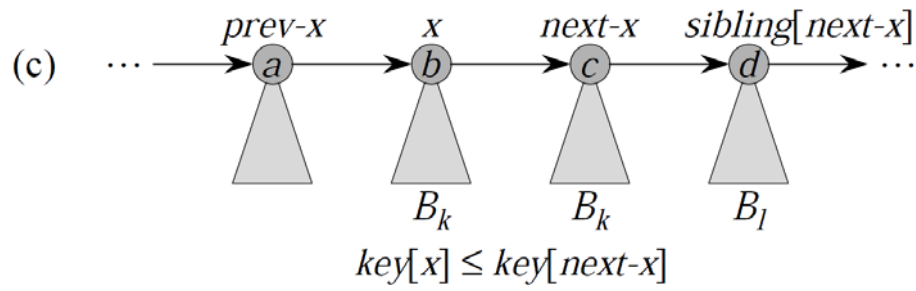 prev-x x next-x sibling[next-x]
(c) ··· a b c d ···
B_k B_k B_l
key[x] ≤ key[next-x]